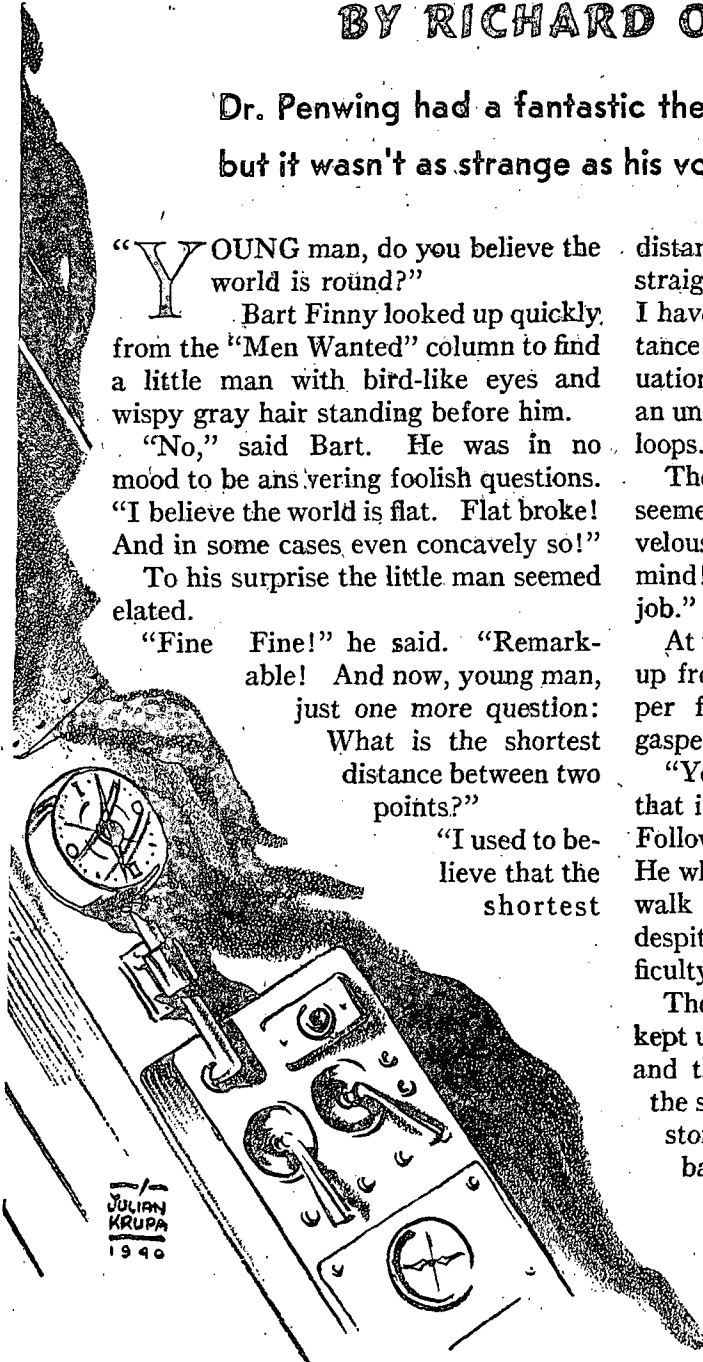 BY RICHARD O
Dr. Penwing had a fantastic the
but it wasn't as strange as his vo
“YOUNG man, do you believe the
world is round?”
Bart Finny looked up quickly
from the “Men Wanted” column to find
a little man with bird-like eyes and
wispy gray hair standing before him.
“No,” said Bart. He was in no
mood to be answering foolish questions.
“I believe the world is flat. Flat broke!
And in some cases even concavely so!”
To his surprise the little man seemed
elated.
“Fine Fine!” he said. “Remark-
able! And now, young man,
just one more question:
What is the shortest
distance between two
points?”
“I used to be-
lieve that the
shortest
distan
straig
I hav
tance
uation
an un
loops.
The
seeme
velous
mind!
job.”
At
up fro
per f
gaspe
“Yo
that i
Follow
He wh
walk
despit
ficulty
The
kept u
and th
the s
stor
ba
JULIAN
KRUPA
1940